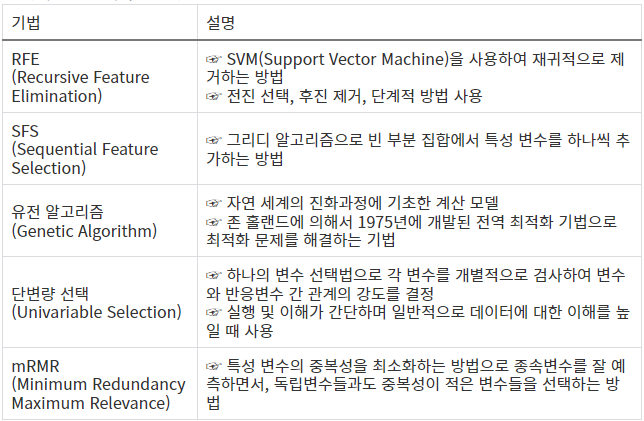 기법
설명
RFE
(Recursive Feature
Elimination)
☞ SVM(Support Vector Machine)을 사용하여 재귀적으로 제
거하는 방법
☞ 전진 선택, 후진 제거, 단계적 방법 사용
SFS
(Sequential Feature
Selection)
☞ 그리디 알고리즘으로 빈 부분 집합에서 특성 변수를 하나씩 추
가하는 방법
유전 알고리즘
(Genetic Algorithm)
☞ 자연 세계의 진화과정에 기초한 계산 모델
☞ 존 홀랜드에 의해서 1975년에 개발된 전역 최적화 기법으로
최적화 문제를 해결하는 기법
단변량 선택
(Univariable Selection)
☞ 하나의 변수 선택법으로 각 변수를 개별적으로 검사하여 변수
와 반응변수 간 관계의 강도를 결정
☞ 실행 및 이해가 간단하며 일반적으로 데이터에 대한 이해를 높
일 때 사용
mRMR
(Minimum Redundancy
Maximum Relevance)
☞ 특성 변수의 중복성을 최소화하는 방법으로 종속변수를 잘 예
측하면서, 독립변수들과도 중복성이 적은 변수들을 선택하는 방
법